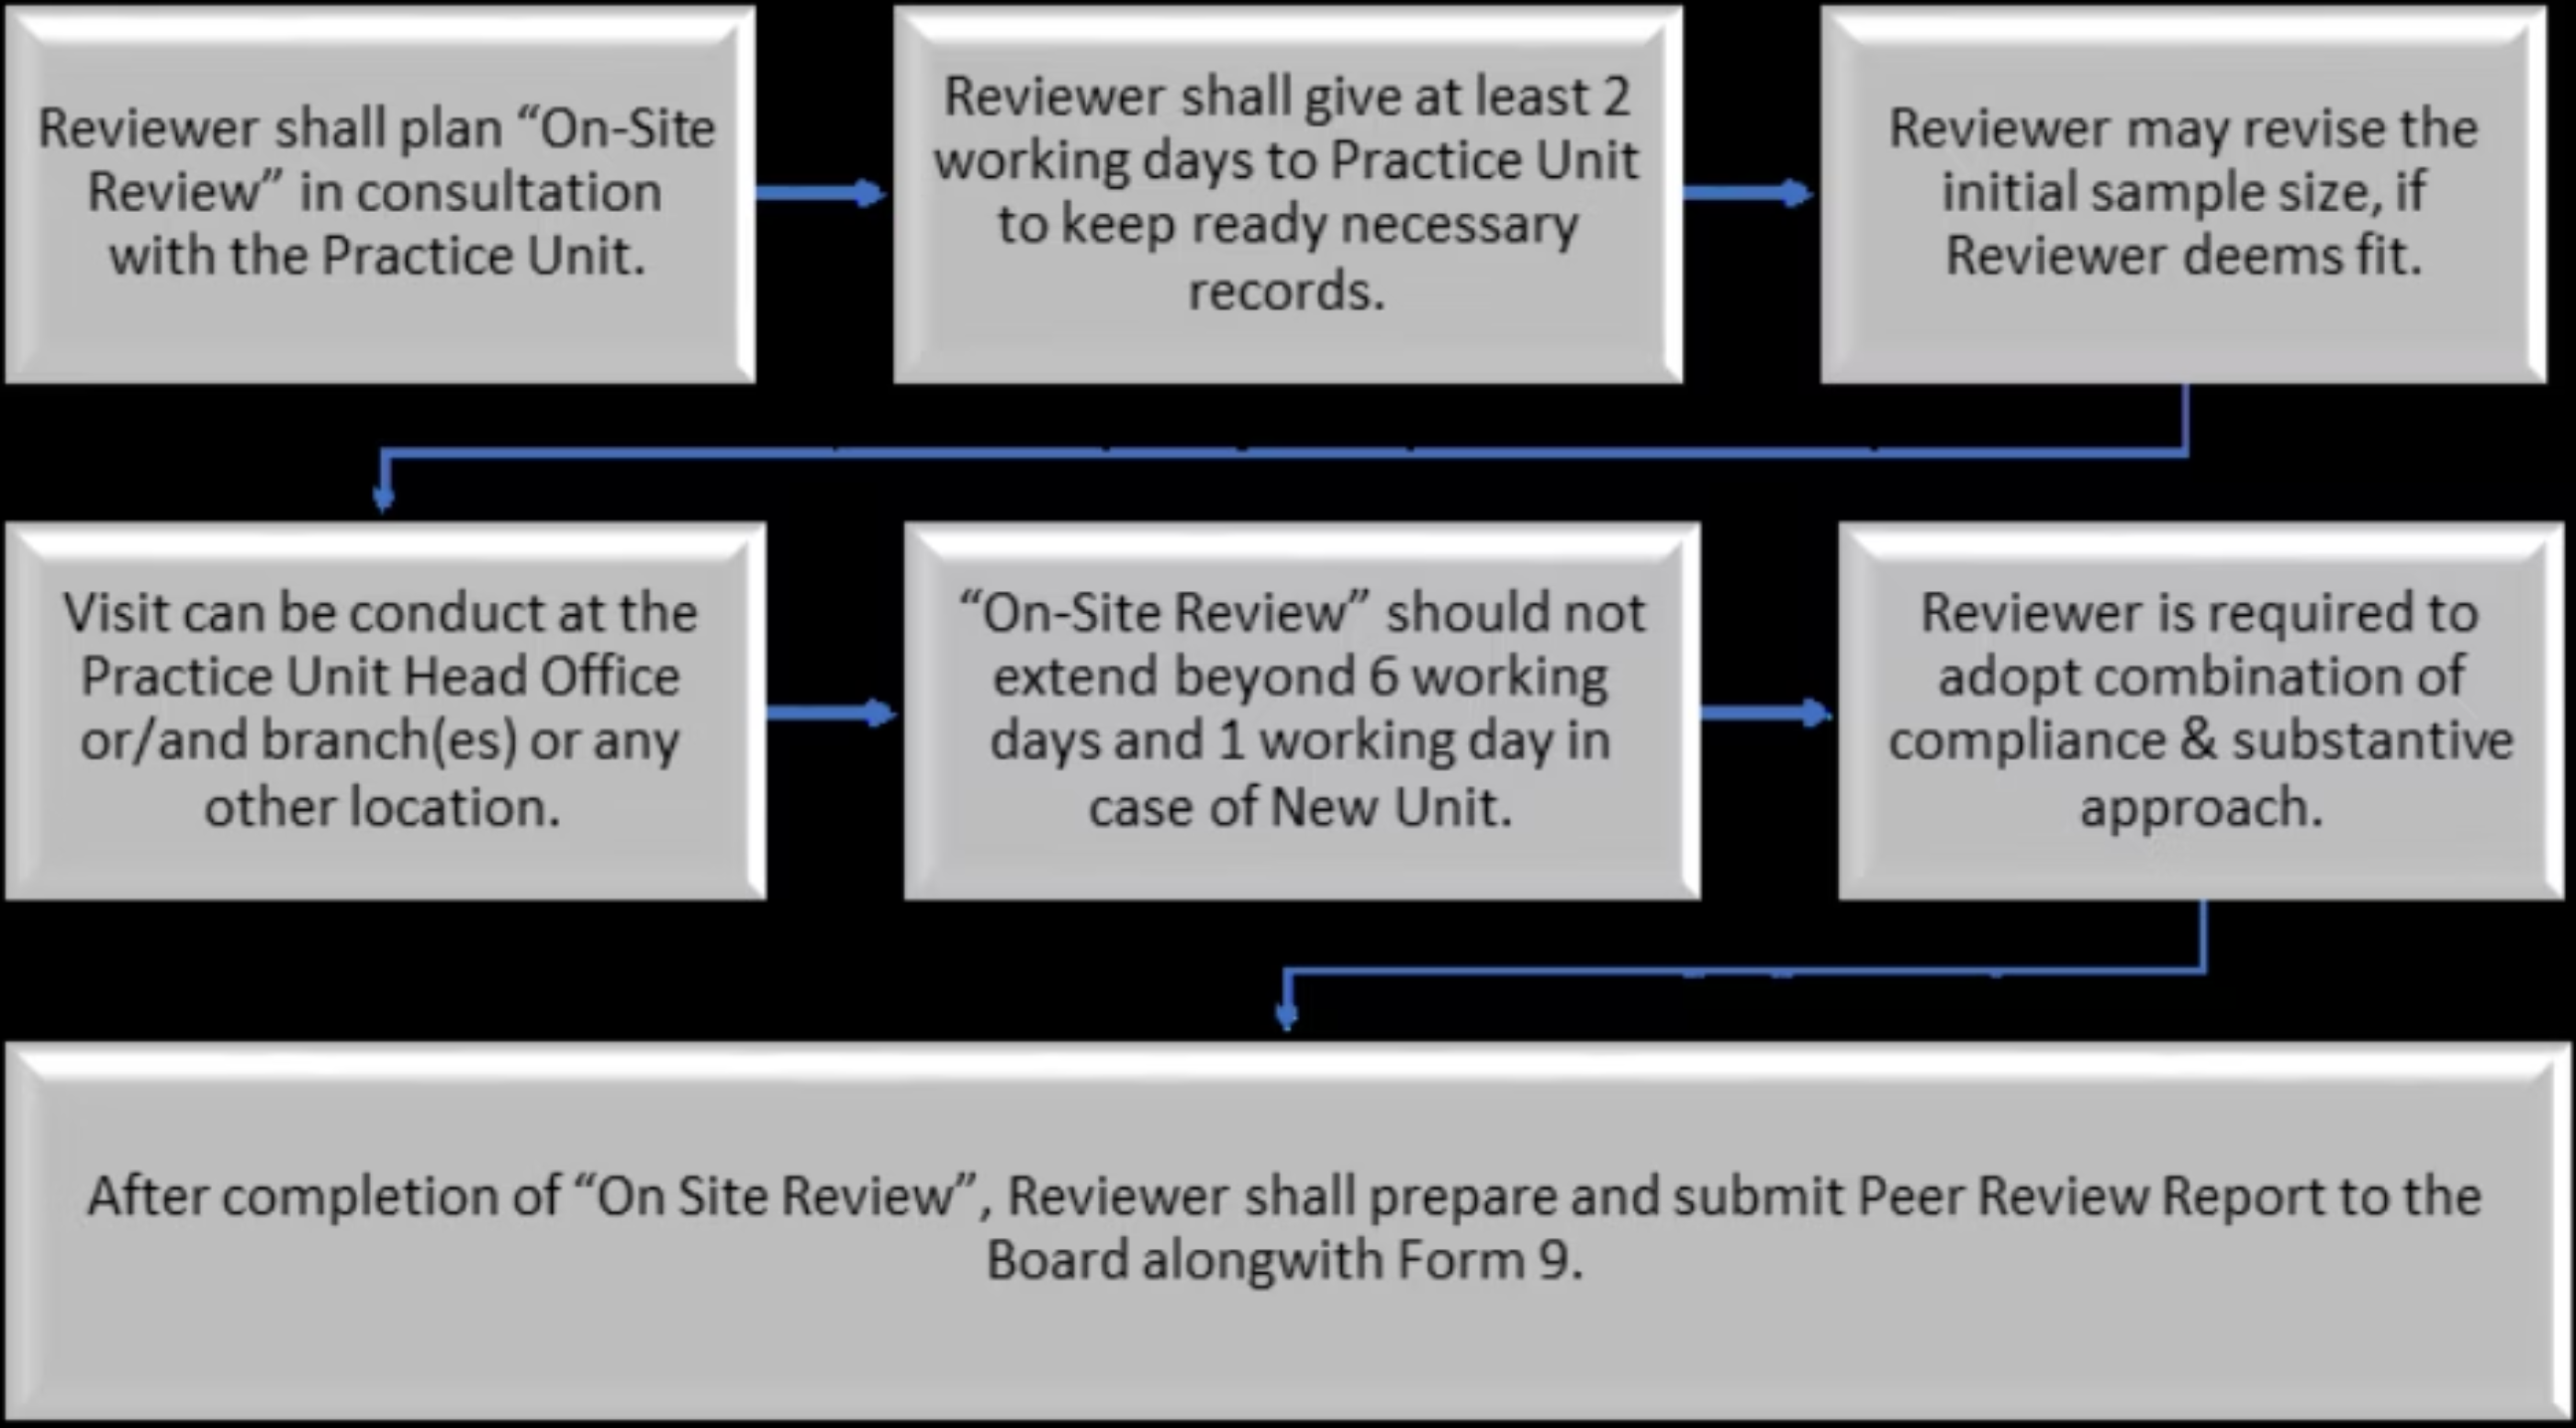 Reviewer shall plan “On-Site
Review” in consultation
with the Practice Unit.
Reviewer shall give at least 2
working days to Practice Unit
to keep ready necessary
records.
Reviewer may revise the
initial sample size, if
Reviewer deems fit.
Visit can be conduct at the
Practice Unit Head Office
or/and branch(es) or any
other location.
“On-Site Review” should not
extend beyond 6 working
days and 1 working day in
case of New Unit.
Reviewer is required to
adopt combination of
compliance & substantive
approach.
After completion of “On Site Review”, Reviewer shall prepare and submit Peer Review Report to the
Board alongwith Form 9.